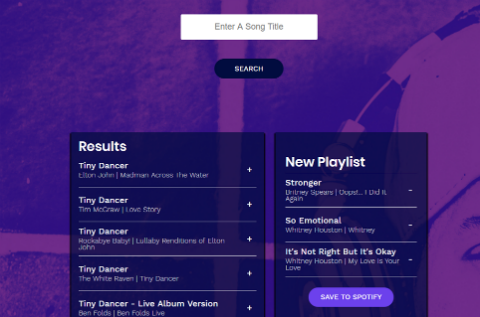 Enter A Song Title
SEARCH
Results
Tiny Dancer
Elton John | Madman Across The Water
+
Tiny Dancer
Tim McGraw | Love Story
+
Tiny Dancer
Rockabye Baby! | Lullaby Renditions of Elton
John
+
Tiny Dancer
The White Raven | Tiny Dancer
+
Tiny Dancer - Live Album Version
Ben Folds | Ben Folds Live
+
New Playlist
Stronger
Britney Spears | Oops!... I Did It
Again
-
So Emotional
Whitney Houston | Whitney
-
It's Not Right But It's Okay
Whitney Houston | My Love Is Your
Love
-
SAVE TO SPOTIFY